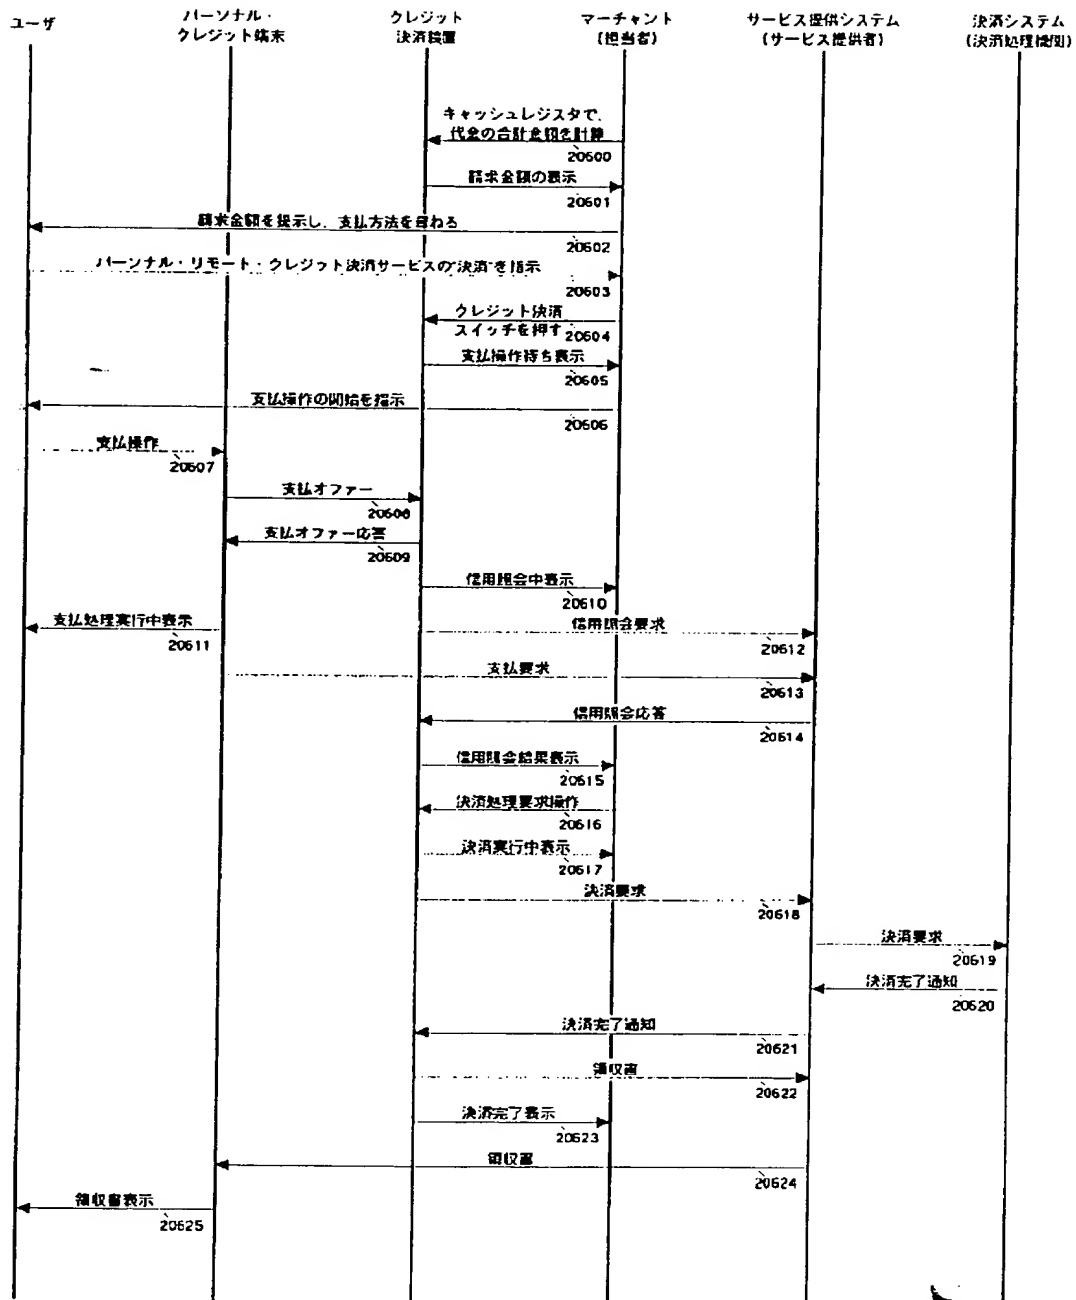 ユーザ
パーソナル・
クレジット端末
クレジット
決済装置
マーチャント
(担当者)
サービス提供システム
(サービス提供者)
決済システム
(決済処理機関)
キャッシュレジスタで、
代金の合計金額を計算
20600
請求金額の表示
20601
請求金額を提示し、支払方法を尋ねる
20602
パーソナル・リモート・クレジット決済サービスの"決済"を指示
20603
クレジット決済
スイッチを押す
20604
支払操作待ち表示
20605
支払操作の開始を指示
20606
支払操作
20607
支払オファー
20608
支払オファー応答
20609
信用照会中表示
20610
支払処理実行中表示
20611
信用照会要求
20612
支払要求
20613
信用照会応答
20614
信用照会結果表示
20615
決済処理要求操作
20616
決済実行中表示
20617
決済要求
20618
決済要求
20619
決済完了通知
20620
決済完了通知
20621
領収書
20622
決済完了表示
20623
領収書
20624
領収書表示
20625